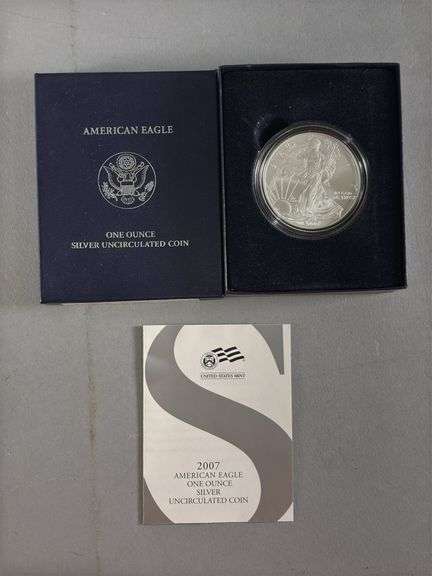 AMERICAN EAGLE
ONE OUNCE
SILVER UNCIRCULATED COIN
UNITED STATES MINT
2007
AMERICAN EAGLE
ONE OUNCE
SILVER
UNCIRCULATED COIN